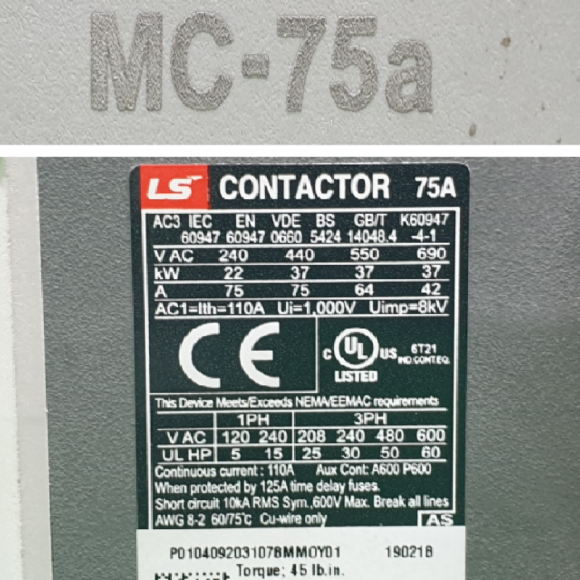 MC-75a
LS CONTACTOR 75A
AC3 IEC EN VDE BS GB/T K60947
60947 60947 0660 5424 14048.4 -4-1
V AC 240 440 550 690
kW 22 37 37 37
A 75 75 64 42
AC1=Ith=110A Ui=1,000V Uimp=8kV
CE
C UL US 6T21
IND.CONT.EQ.
LISTED
This Device Meets/Exceeds NEMA/EEMAC requirements
1PH 3PH
V AC 120 240 208 240 480 600
UL HP 5 15 25 30 50 60
Continuous current : 110A Aux Cont: A600 P600
When protected by 125A time delay fuses.
Short circuit 10kA RMS Sym.,600V Max. Break all lines
AWG 8-2 60/75℃ Cu-wire only AS
19021B
Torque; 45 lb.in.